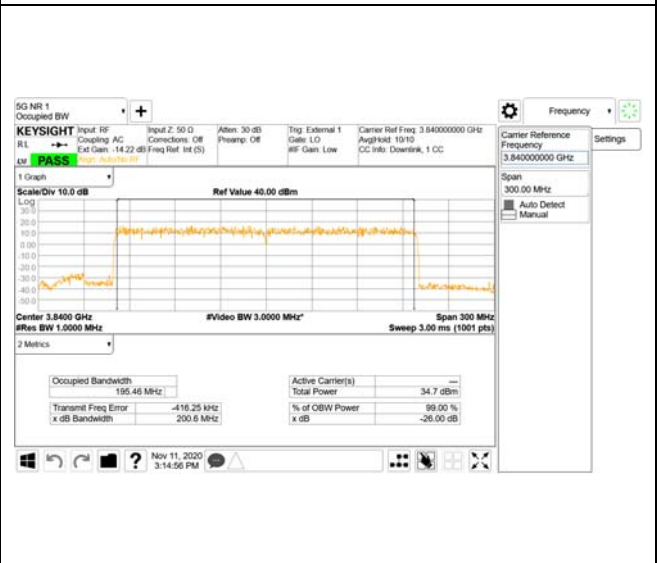 5G NR 1
Occupied BW
+
Frequency
KEYSIGHT Input: RF Input Z: 50 Ω Atten: 30 dB Trig: External 1 Carrier Ref Freq: 3.840000000 GHz
RL Coupling: AC Corrections: Off Preamp: Off Gate: LO Avg|Hold: 10/10
Ext Gain: -14.22 dB Freq Ref: Int (S) #IF Gain: Low CC Info: Downlink, 1 CC
PASS Align: Auto/No RF
Carrier Reference
Frequency
3.840000000 GHz
Settings
Span
300.00 MHz
Auto Detect
Manual
1 Graph
Scale/Div 10.0 dB Ref Value 40.00 dBm
Log
30.0
20.0
10.0
0.00
-10.0
-20.0
-30.0
-40.0
-50.0
Center 3.8400 GHz #Video BW 3.0000 MHz* Span 300 MHz
#Res BW 1.0000 MHz Sweep 3.00 ms (1001 pts)
2 Metrics
Occupied Bandwidth
195.46 MHz
Active Carrier(s) ---
Total Power 34.7 dBm
Transmit Freq Error -416.25 kHz
x dB Bandwidth 200.6 MHz
% of OBW Power 99.00 %
x dB -26.00 dB
?
Nov 11, 2020
3:14:56 PM